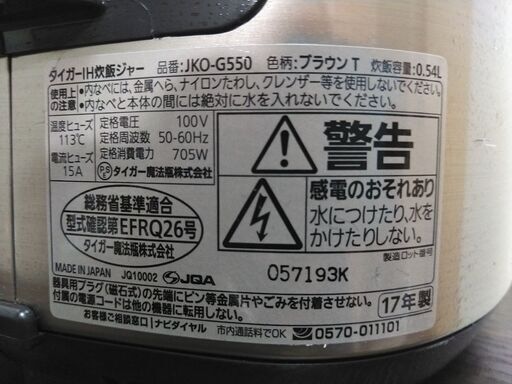 タイガーIH炊飯ジャー 品番:JKO-G550 色柄:ブラウン T 炊飯容量:0.54L
使用上の注意
●内なべには、金属へら、ナイロンたわし、クレンザー等を使用しないでください。
●内なべと本体の間には絶対に水を入れないでください。
温度ヒューズ 113℃
電流ヒューズ 15A
定格電圧 100V
定格周波数 50-60Hz
定格消費電力 705W
PSE タイガー魔法瓶株式会社
総務省基準適合
型式確認第EFRQ26号
タイガー魔法瓶株式会社
警告
感電のおそれあり
水につけたり、水を
かけたりしない
製造ロット番号
057193K
MADE IN JAPAN JQ10002 JQA
器具用プラグ(磁石式)の先端にピン等金属片やごみを付着させない。
付属の電源コードは他の機器に転用しない。
17年製
お客様ご相談窓口 | ナビダイヤル 市内通話料でOK 0570-011101